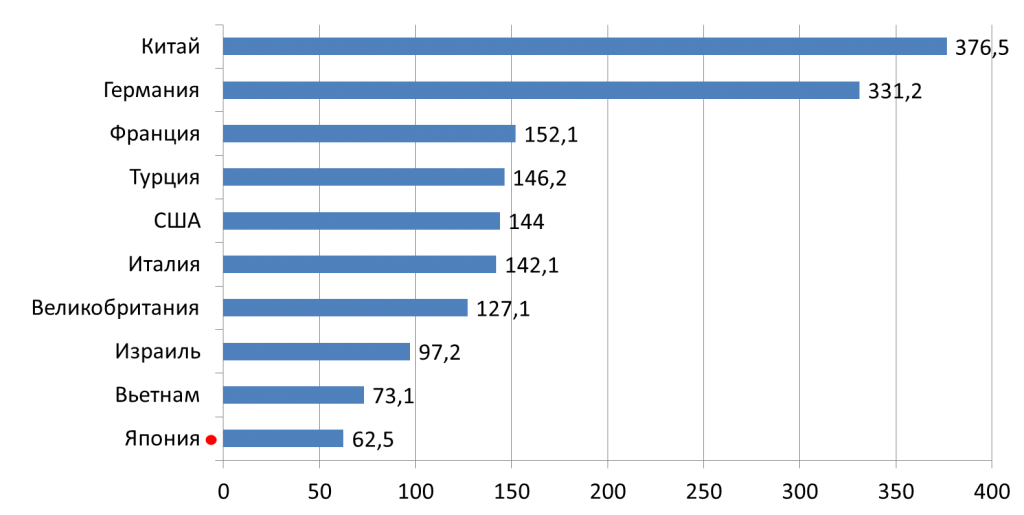 Китай 376,5
Германия 331,2
Франция 152,1
Турция 146,2
США 144
Италия 142,1
Великобритания 127,1
Израиль 97,2
Вьетнам 73,1
Япония 62,5
0 50 100 150 200 250 300 350 400